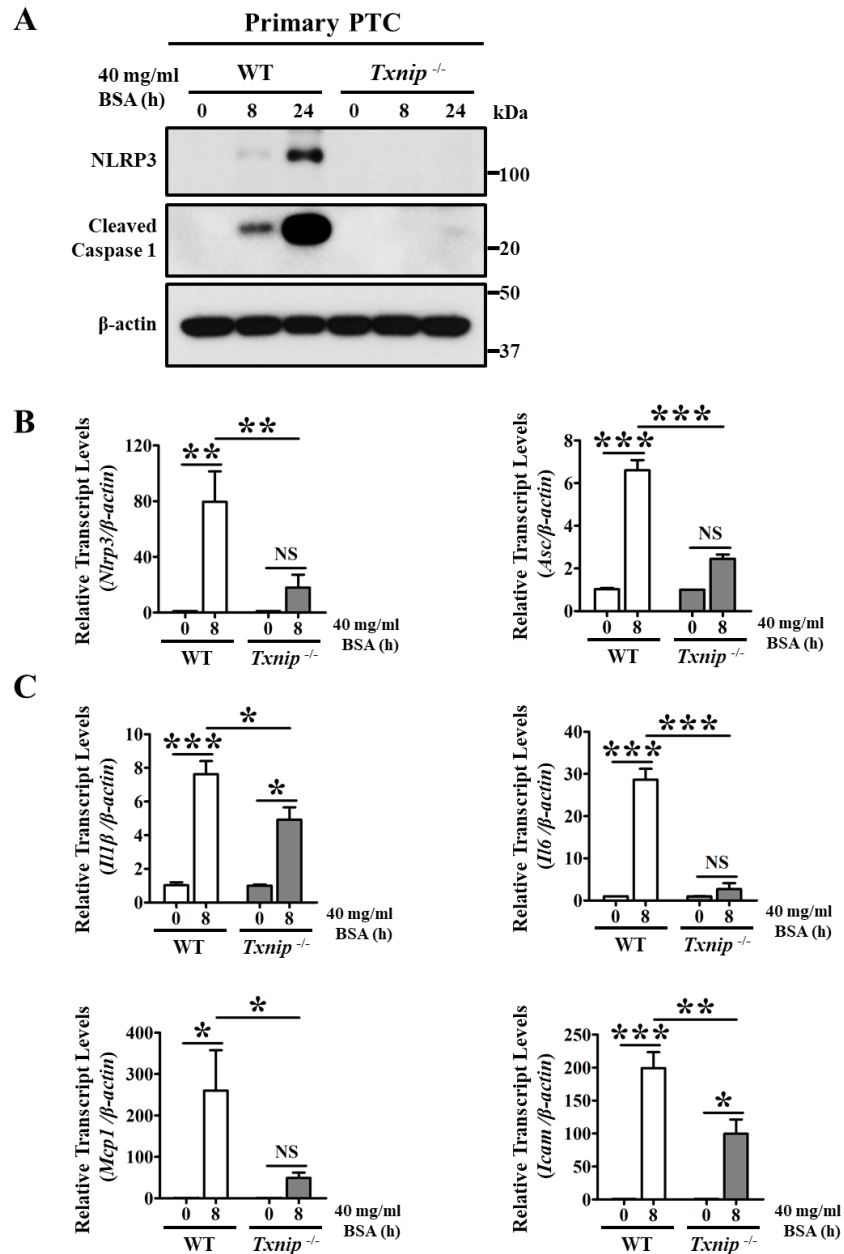 A
Primary PTC
40 mg/ml
BSA (h)
WT
Txnip -/-
0 8 24 0 8 24 kDa
NLRP3
100
Cleaved
Caspase 1
20
β-actin
50
37
B
Relative Transcript Levels
(Nlrp3/β-actin)
120
80
40
0
**
**
NS
0 8 0 8
40 mg/ml
BSA (h)
WT
Txnip -/-
Relative Transcript Levels
(Asc/β-actin)
8
6
4
2
0
***
***
NS
0 8 0 8
40 mg/ml
BSA (h)
WT
Txnip -/-
C
Relative Transcript Levels
(Il1β /β-actin)
10
8
6
4
2
0
***
*
*
0 8 0 8
40 mg/ml
BSA (h)
WT
Txnip -/-
Relative Transcript Levels
(Il6 /β-actin)
40
30
20
10
0
***
***
NS
0 8 0 8
40 mg/ml
BSA (h)
WT
Txnip -/-
Relative Transcript Levels
(Mcp1 /β-actin)
400
300
200
100
0
*
*
NS
0 8 0 8
40 mg/ml
BSA (h)
WT
Txnip -/-
Relative Transcript Levels
(Icam /β-actin)
250
200
150
100
50
0
***
**
*
0 8 0 8
40 mg/ml
BSA (h)
WT
Txnip -/-